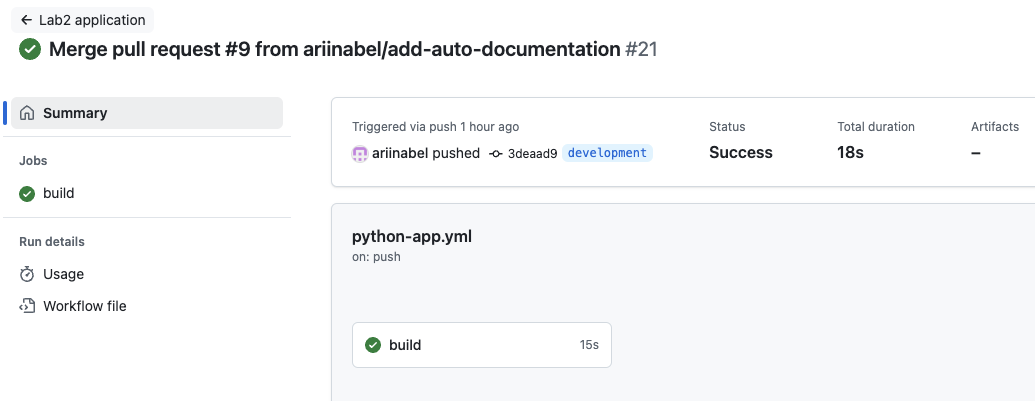 Lab2 application
Merge pull request #9 from ariinabel/add-auto-documentation #21
Summary
Jobs
build
Run details
Usage
Workflow file
Triggered via push 1 hour ago
ariinabel pushed 3deaad9 development
Status
Success
Total duration
18s
Artifacts
–
python-app.yml
on: push
build 15s